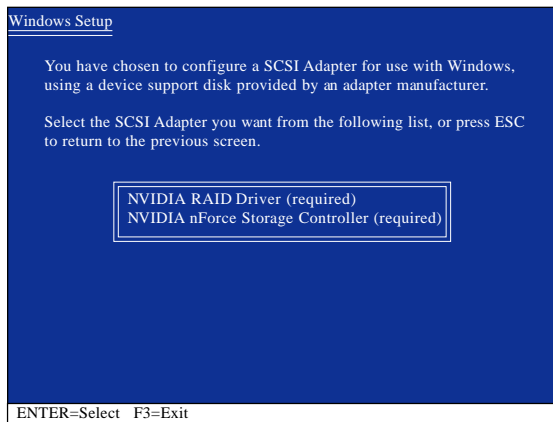 Windows Setup
You have chosen to configure a SCSI Adapter for use with Windows,
using a device support disk provided by an adapter manufacturer.
Select the SCSI Adapter you want from the following list, or press ESC
to return to the previous screen.
NVIDIA RAID Driver (required)
NVIDIA nForce Storage Controller (required)
ENTER=Select F3=Exit